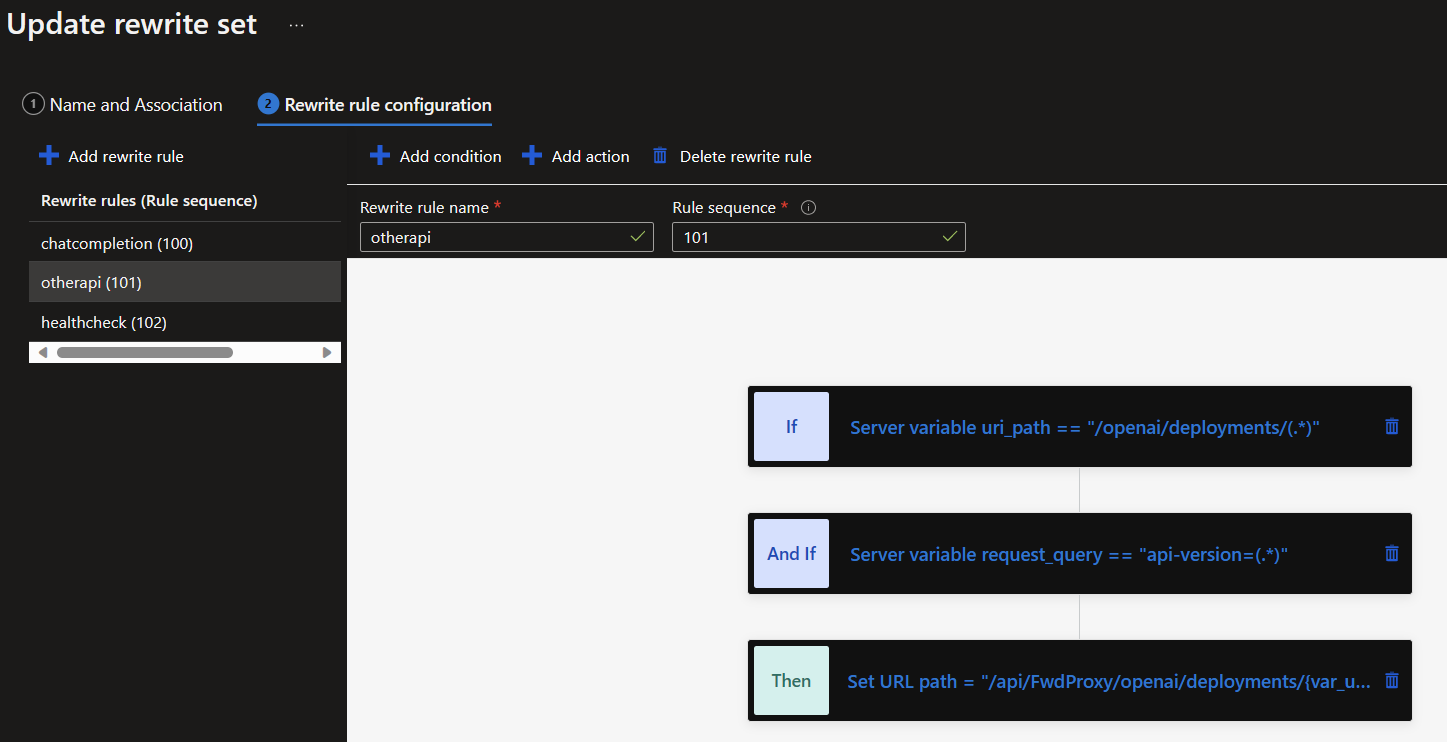 Update rewrite set ...
1 Name and Association
2 Rewrite rule configuration
Add rewrite rule
Add condition
Add action
Delete rewrite rule
Rewrite rules (Rule sequence)
chatcompletion (100)
otherapi (101)
healthcheck (102)
Rewrite rule name *
Rule sequence *
otherapi
101
If
Server variable uri_path == "/openai/deployments/(.*)"
And If
Server variable request_query == "api-version=(.*)"
Then
Set URL path = "/api/FwdProxy/openai/deployments/{var_u...